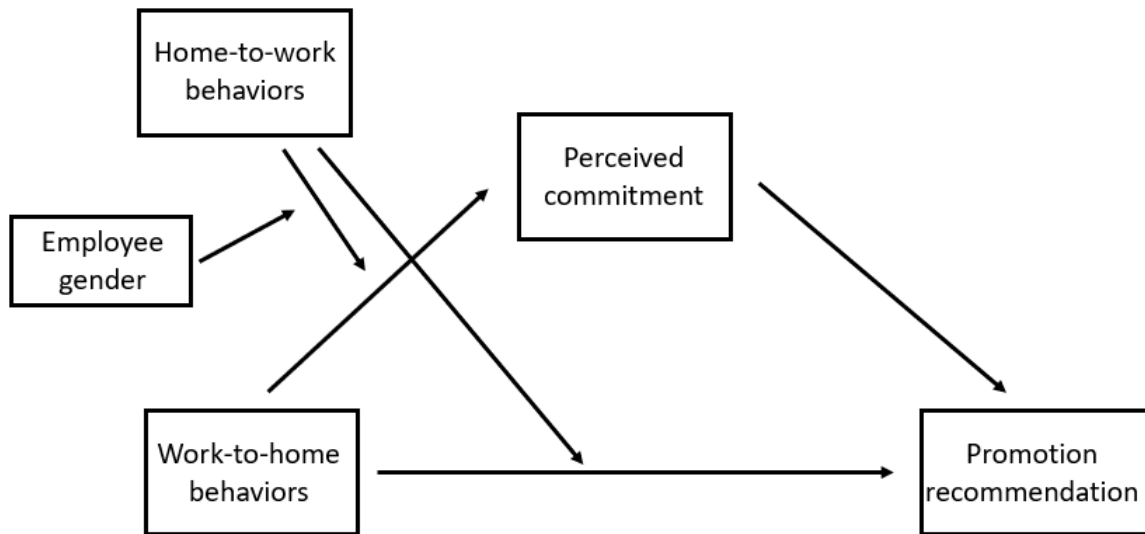 Home-to-work
behaviors
Perceived
commitment
Employee
gender
Work-to-home
behaviors
Promotion
recommendation